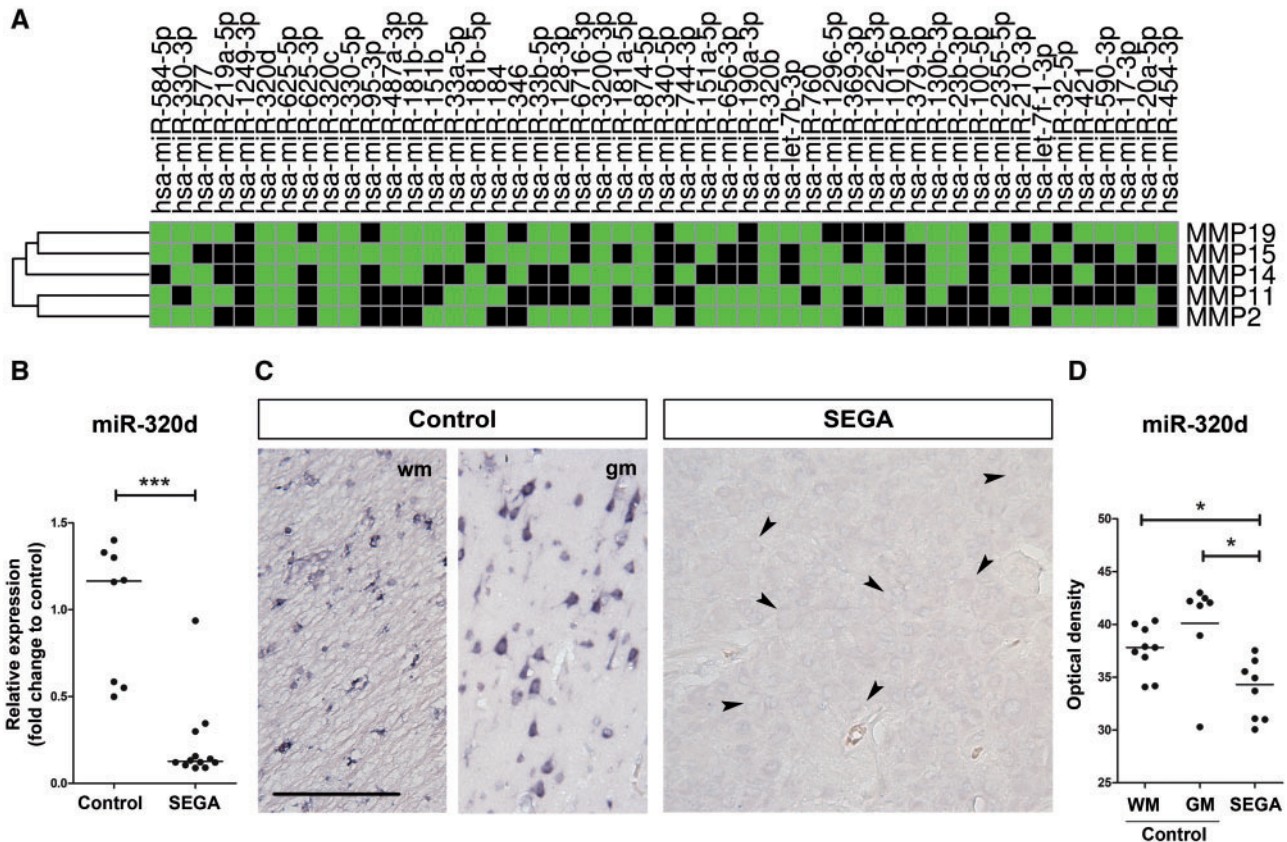 A
hsa-miR-584-5p
hsa-miR-330-3p
hsa-miR-577
hsa-miR-219a-5p
hsa-miR-1249-3p
hsa-miR-320d
hsa-miR-625-5p
hsa-miR-625-3p
hsa-miR-320c
hsa-miR-330-5p
hsa-miR-95-3p
hsa-miR-487a-3p
hsa-miR-181b-3p
hsa-miR-151b
hsa-miR-33a-5p
hsa-miR-181b-5p
hsa-miR-184
hsa-miR-346
hsa-miR-33b-5p
hsa-miR-128-3p
hsa-miR-6716-3p
hsa-miR-3200-3p
hsa-miR-181a-5p
hsa-miR-874-5p
hsa-miR-340-3p
hsa-miR-744-3p
hsa-miR-151a-5p
hsa-miR-656-3p
hsa-miR-190a-3p
hsa-miR-320b
hsa-let-7b-3p
hsa-miR-760
hsa-miR-1296-5p
hsa-miR-369-3p
hsa-miR-1226-3p
hsa-miR-101-5p
hsa-miR-379-3p
hsa-miR-130b-3p
hsa-miR-23b-3p
hsa-miR-100-5p
hsa-miR-2355-5p
hsa-miR-210-3p
hsa-let-7f-1-3p
hsa-miR-32-5p
hsa-miR-421
hsa-miR-590-3p
hsa-miR-17-3p
hsa-miR-20a-5p
hsa-miR-454-3p
MMP19
MMP15
MMP14
MMP11
MMP2
B
miR-320d
***
Relative expression
(fold change to control)
1.5
1.0
0.5
0.0
Control
SEGA
C
Control
SEGA
wm
gm
D
miR-320d
*
*
Optical density
50
45
40
35
30
25
WM
GM
SEGA
Control